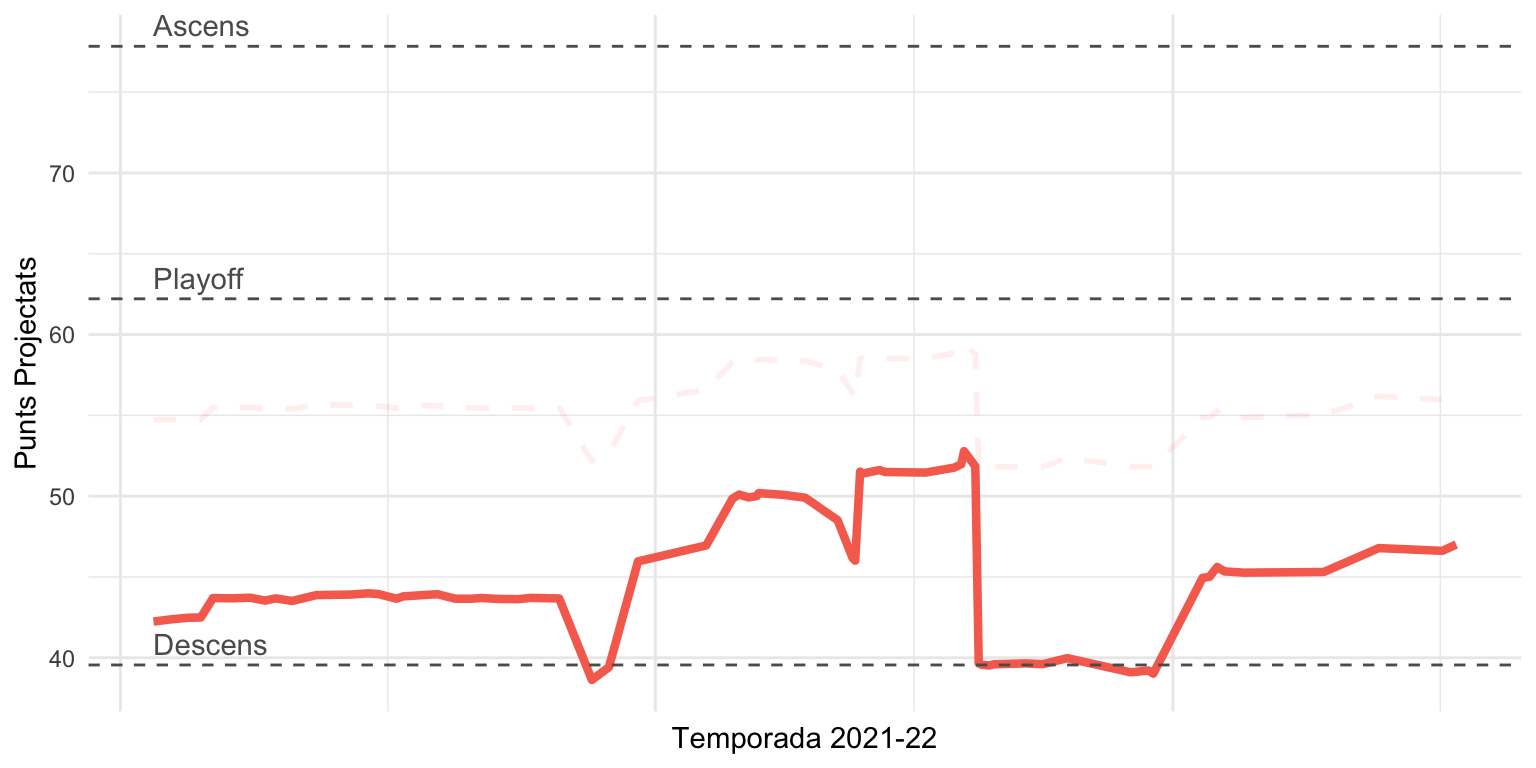 Ascens
70
Playoff
60
50
Descens
40
Punts Projectats
Temporada 2021-22